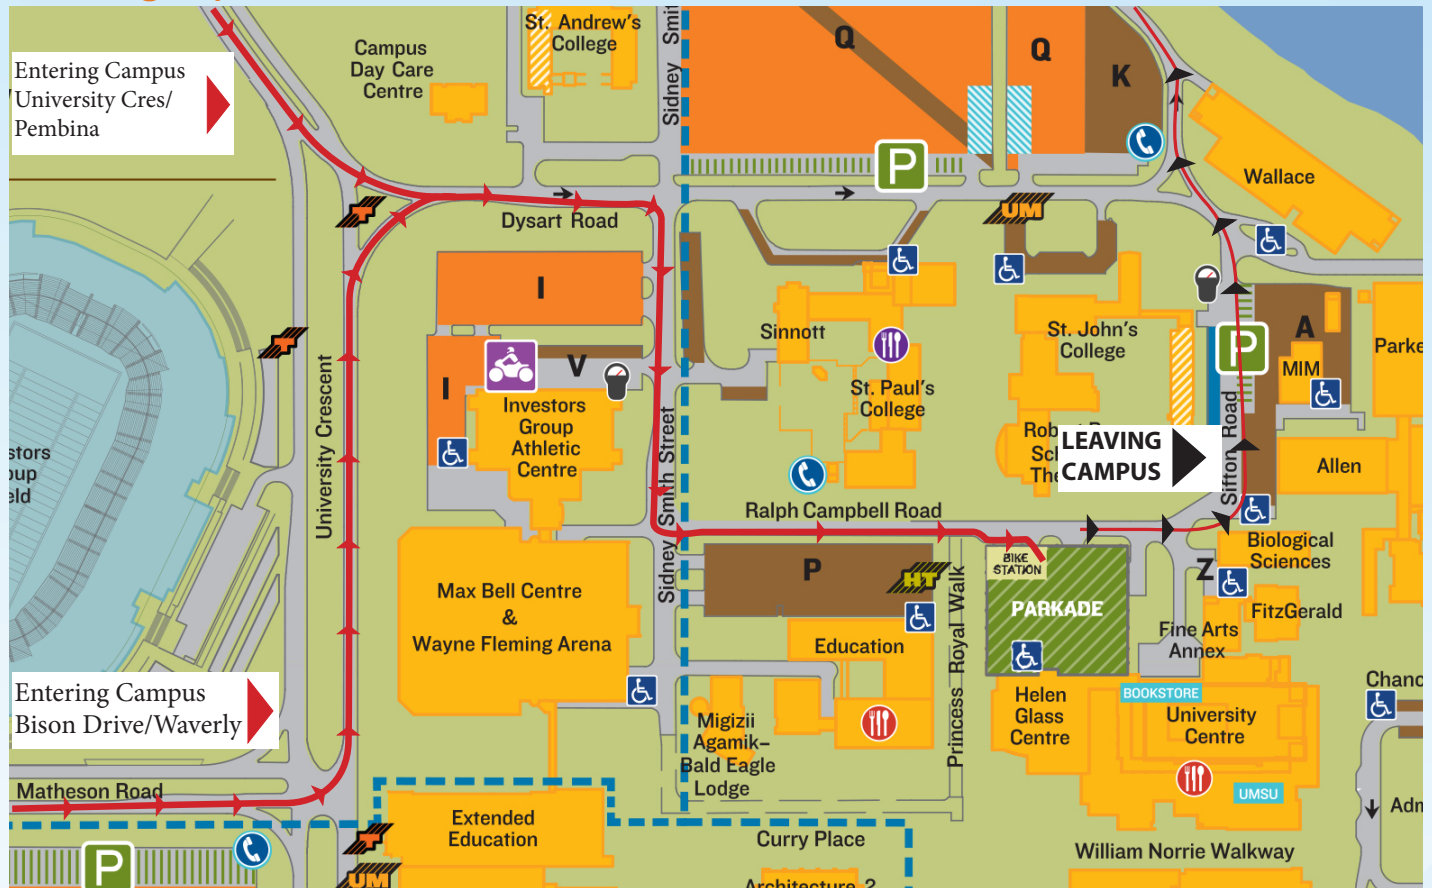 St. Andrew's
College
Campus
Day Care
Centre
Sidney Smi
Q
Q
K
Entering Campus
University Cres/
Pembina
P
Wallace
T
UM
Dysart Road
I
T
Sinnott
St. John's
College
A
P
Parke
MIM
V
I
St. Paul's
College
Investors
Group
Athletic
Centre
University Crescent
Sidney Smith Street
LEAVING
CAMPUS
Sifton Road
Allen
Ralph Campbell Road
Biological
Sciences
BIKE
STATION
P
HT
Z
PARKADE
Princess Royal Walk
Max Bell Centre
&
Wayne Fleming Arena
FitzGerald
Fine Arts
Annex
Education
Entering Campus
Bison Drive/Waverly
Helen
Glass
Centre
BOOKSTORE
University
Centre
Migizii
Agamik–
Bald Eagle
Lodge
UMSU
Matheson Road
Extended
Education
Curry Place
William Norrie Walkway
T
P
UM
Architecture 2